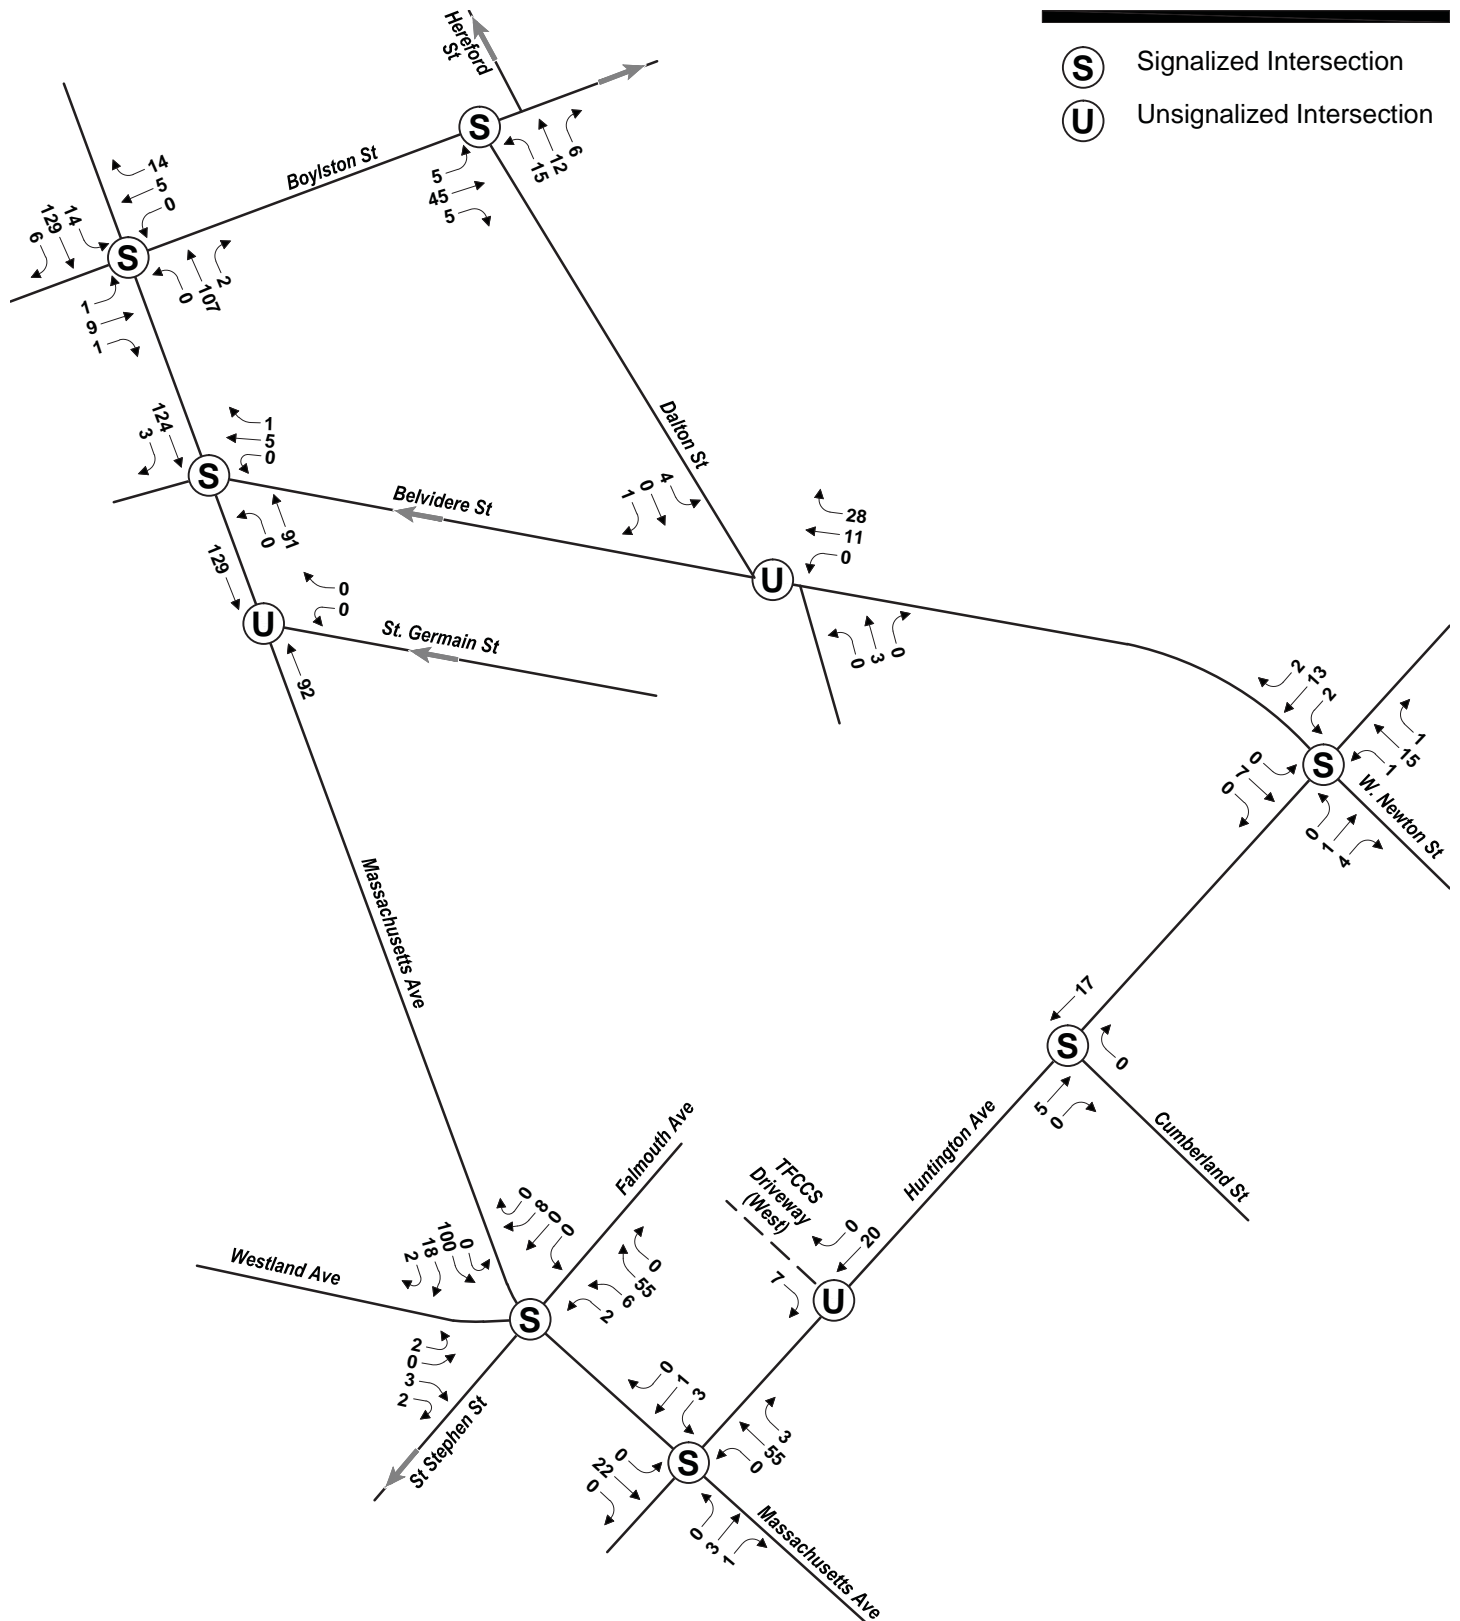 Signalized Intersection
S
Unsignalized Intersection
U
Hereford
St
S
6
12
15
5
45
5
Boylston St
14
5
0
14
129
6
S
2
107
0
1
9
1
Dalton St
124
3
1
5
0
S
91
0
Belvidere St
4
0
1
28
11
0
U
0
3
0
129
0
0
U
St. Germain St
92
2
13
2
1
15
1
S
0
7
0
0
1
4
W. Newton St
Massachusetts Ave
17
S
0
5
0
Cumberland St
Huntington Ave
Falmouth Ave
TFCCS
Driveway
(West)
0
20
7
U
0
8
0
0
0
100
18
2
Westland Ave
S
0
55
6
2
2
0
3
2
St Stephen St
0
1
3
3
55
0
S
0
22
0
0
3
1
Massachusetts Ave